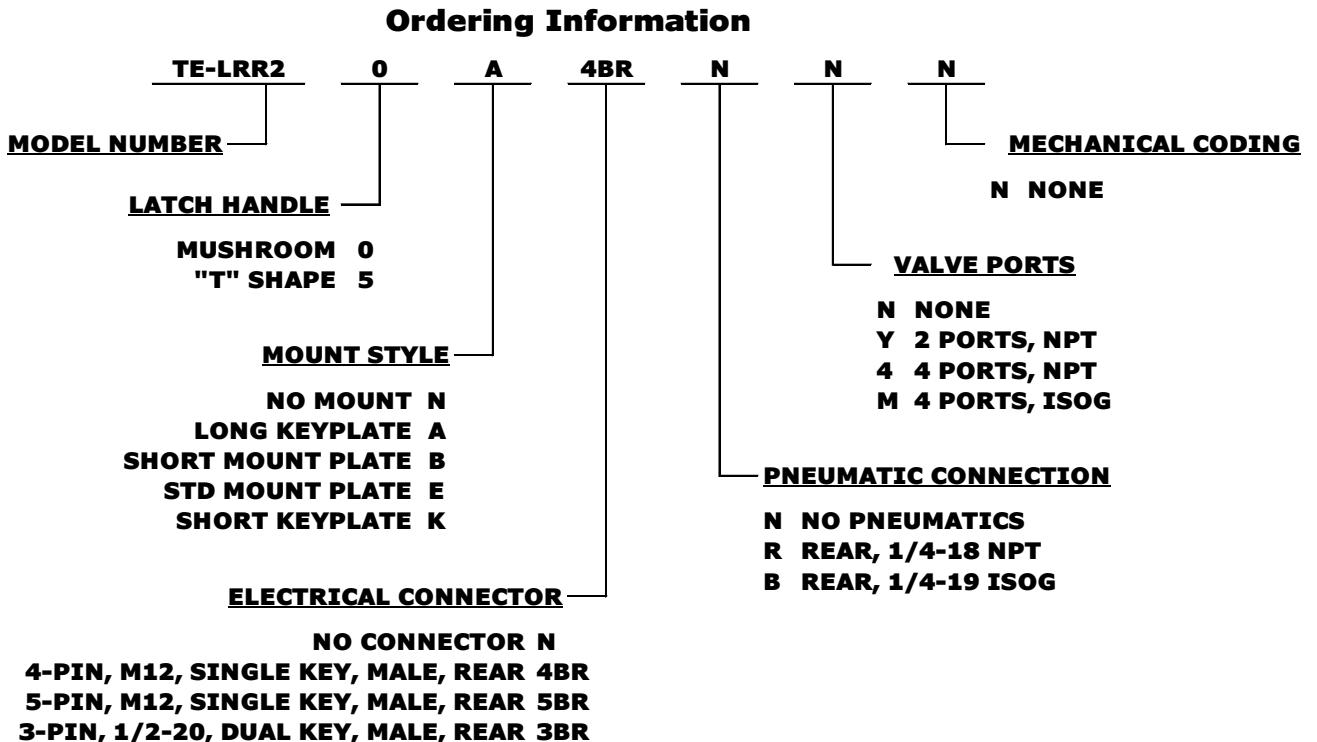 Ordering Information
TE-LRR2 0 A 4BR N N N
MODEL NUMBER
MECHANICAL CODING
N NONE
LATCH HANDLE
MUSHROOM 0
"T" SHAPE 5
VALVE PORTS
N NONE
Y 2 PORTS, NPT
4 4 PORTS, NPT
M 4 PORTS, ISOG
MOUNT STYLE
NO MOUNT N
LONG KEYPLATE A
SHORT MOUNT PLATE B
STD MOUNT PLATE E
SHORT KEYPLATE K
PNEUMATIC CONNECTION
N NO PNEUMATICS
R REAR, 1/4-18 NPT
B REAR, 1/4-19 ISOG
ELECTRICAL CONNECTOR
NO CONNECTOR N
4-PIN, M12, SINGLE KEY, MALE, REAR 4BR
5-PIN, M12, SINGLE KEY, MALE, REAR 5BR
3-PIN, 1/2-20, DUAL KEY, MALE, REAR 3BR